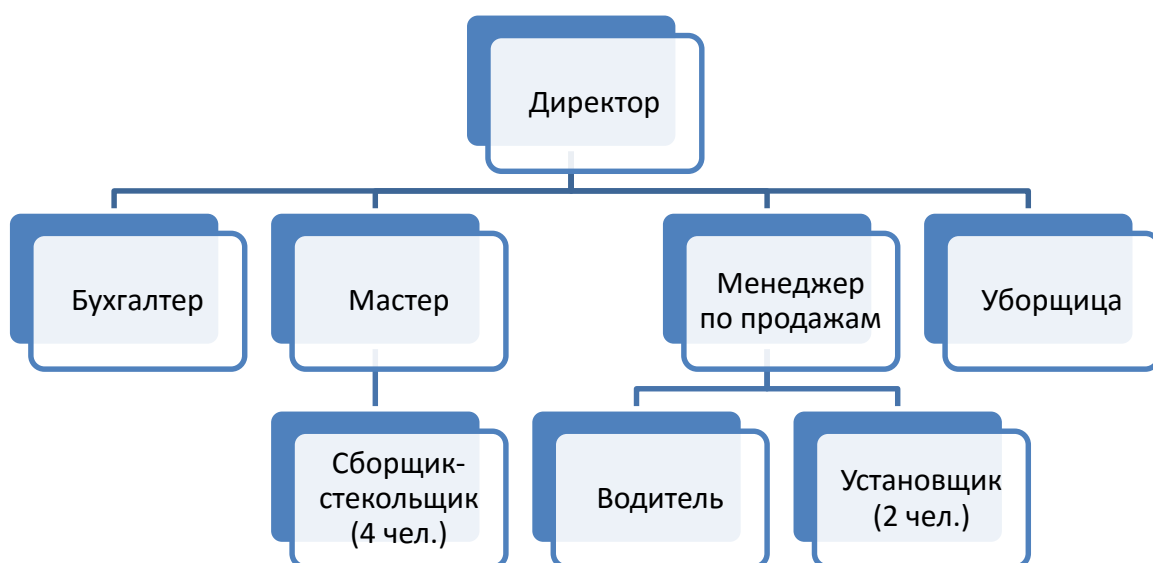 Директор
Бухгалтер
Мастер
Менеджер
по продажам
Уборщица
Сборщик-
стекольщик
(4 чел.)
Водитель
Установщик
(2 чел.)